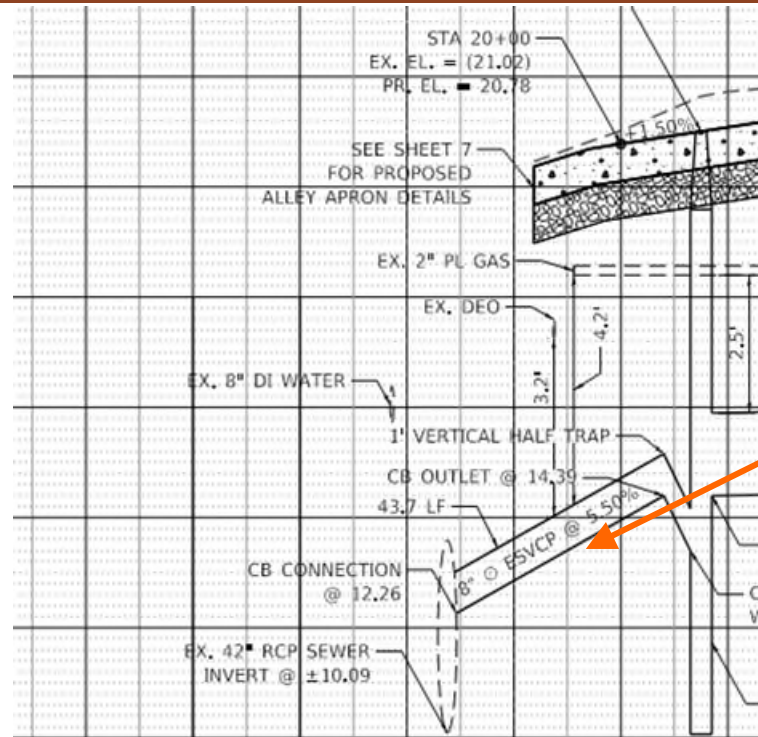 STA 20+00
EX. EL. = (21.02)
PR. EL. = 20.78
+1.50%
SEE SHEET 7
FOR PROPOSED
ALLEY APRON DETAILS
EX. 2" PL GAS
EX. DEO
4.2'
2.5'
3.2'
EX. 8" DI WATER
1' VERTICAL HALF TRAP
CB OUTLET @ 14.39
43.7 LF
8" ∅ ESVCP @ 5.50%
CB CONNECTION
@ 12.26
EX. 42" RCP SEWER
INVERT @ ±10.09